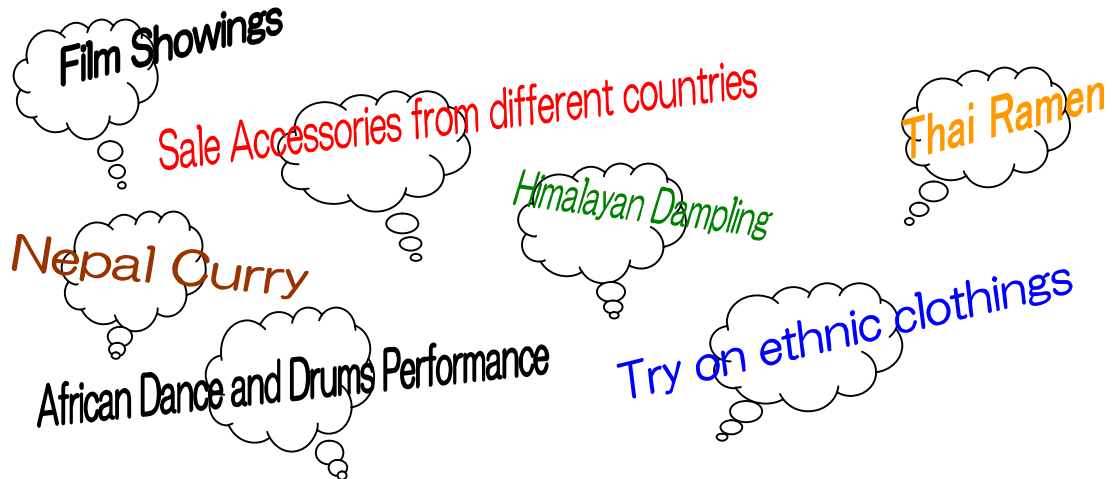 Film Showings
Sale Accessories from different countries
Thai Ramen
Himalayan Dampling
Nepal Curry
Try on ethnic clothings
African Dance and Drums Performance